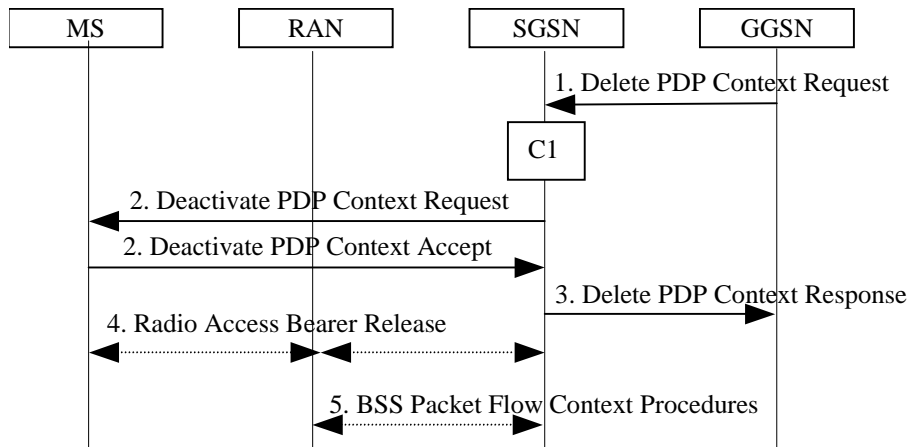 MS
RAN
SGSN
GGSN
1. Delete PDP Context Request
C1
2. Deactivate PDP Context Request
2. Deactivate PDP Context Accept
3. Delete PDP Context Response
4. Radio Access Bearer Release
5. BSS Packet Flow Context Procedures